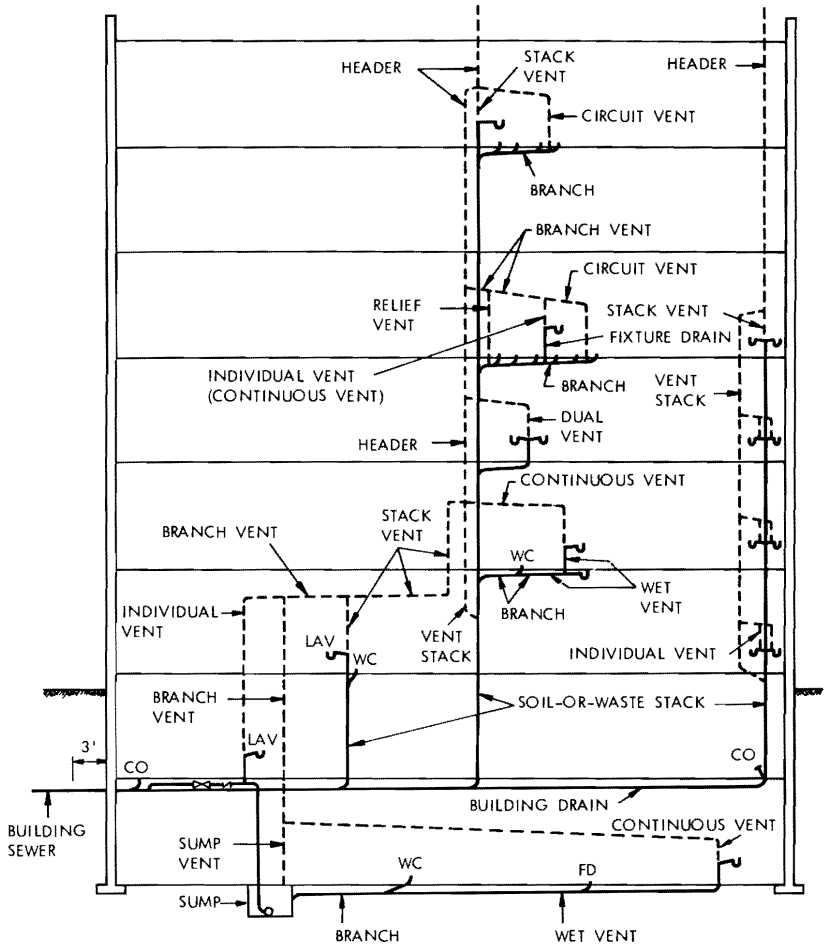 HEADER
STACK
VENT
HEADER
CIRCUIT VENT
BRANCH
BRANCH VENT
CIRCUIT VENT
RELIEF
VENT
STACK VENT
FIXTURE DRAIN
INDIVIDUAL VENT
(CONTINUOUS VENT)
BRANCH
VENT
STACK
DUAL
VENT
HEADER
CONTINUOUS VENT
STACK
VENT
BRANCH VENT
WC
WET
VENT
BRANCH
INDIVIDUAL
VENT
VENT
STACK
LAV
WC
INDIVIDUAL VENT
BRANCH
VENT
SOIL-OR-WASTE STACK
LAV
3'
CO
CO
BUILDING DRAIN
BUILDING
SEWER
CONTINUOUS VENT
SUMP
VENT
WC
FD
SUMP
BRANCH
WET VENT